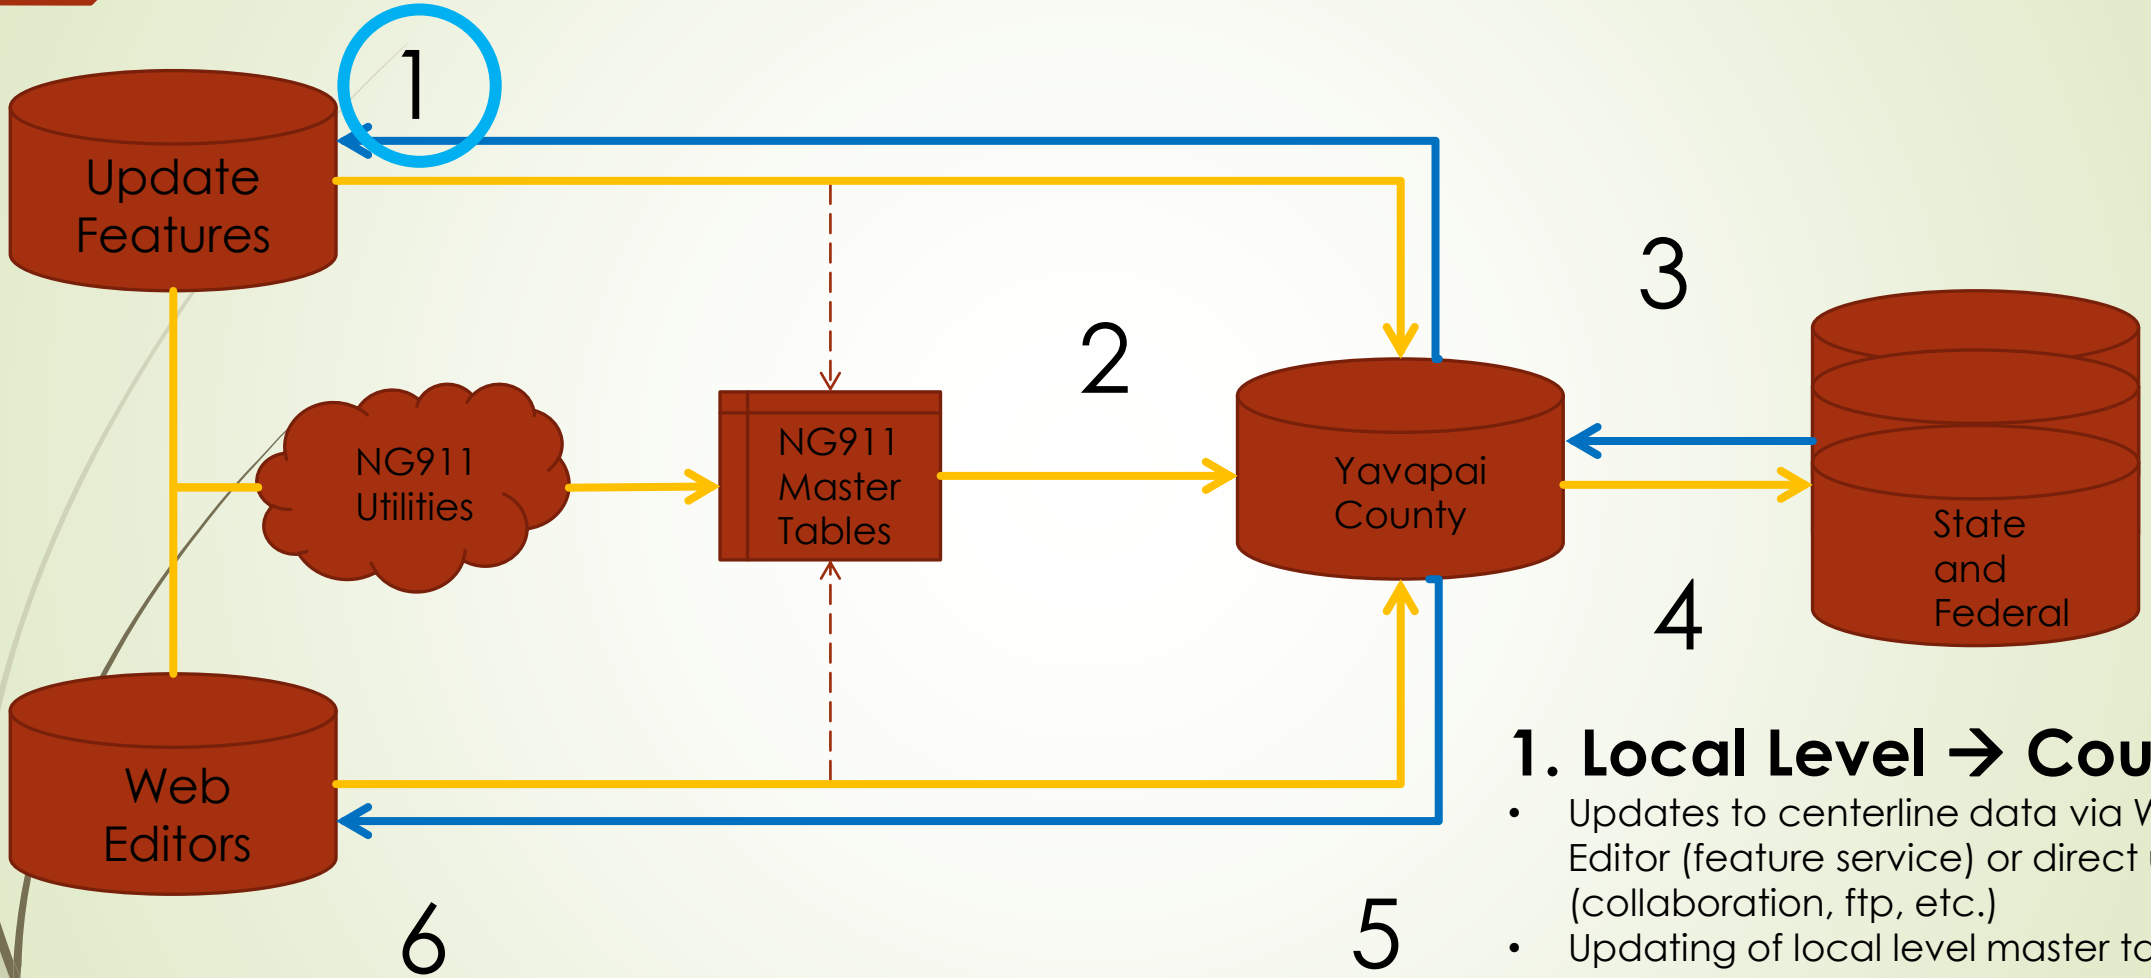 1
Update
Features
3
2
NG911
Utilities
NG911
Master
Tables
Yavapai
County
State
and
Federal
4
Web
Editors
1. Local Level → Cou
• Updates to centerline data via W
Editor (feature service) or direct
(collaboration, ftp, etc.)
• Updating of local level master ta
6
5